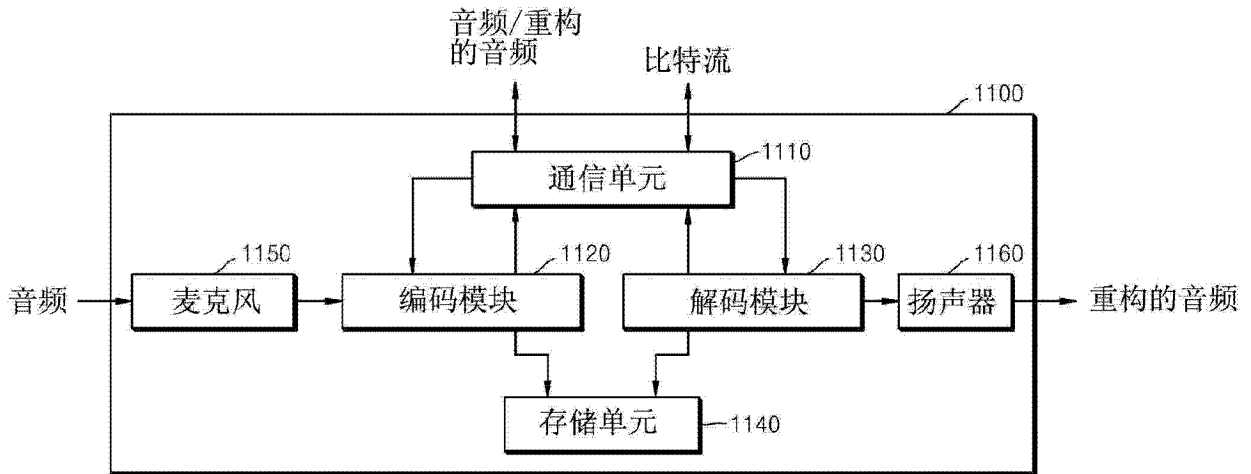 音频/重构
的音频
比特流
1100
1110
通信单元
1150
1120
1130
1160
音频
麦克风
编码模块
解码模块
扬声器
重构的音频
存储单元
1140